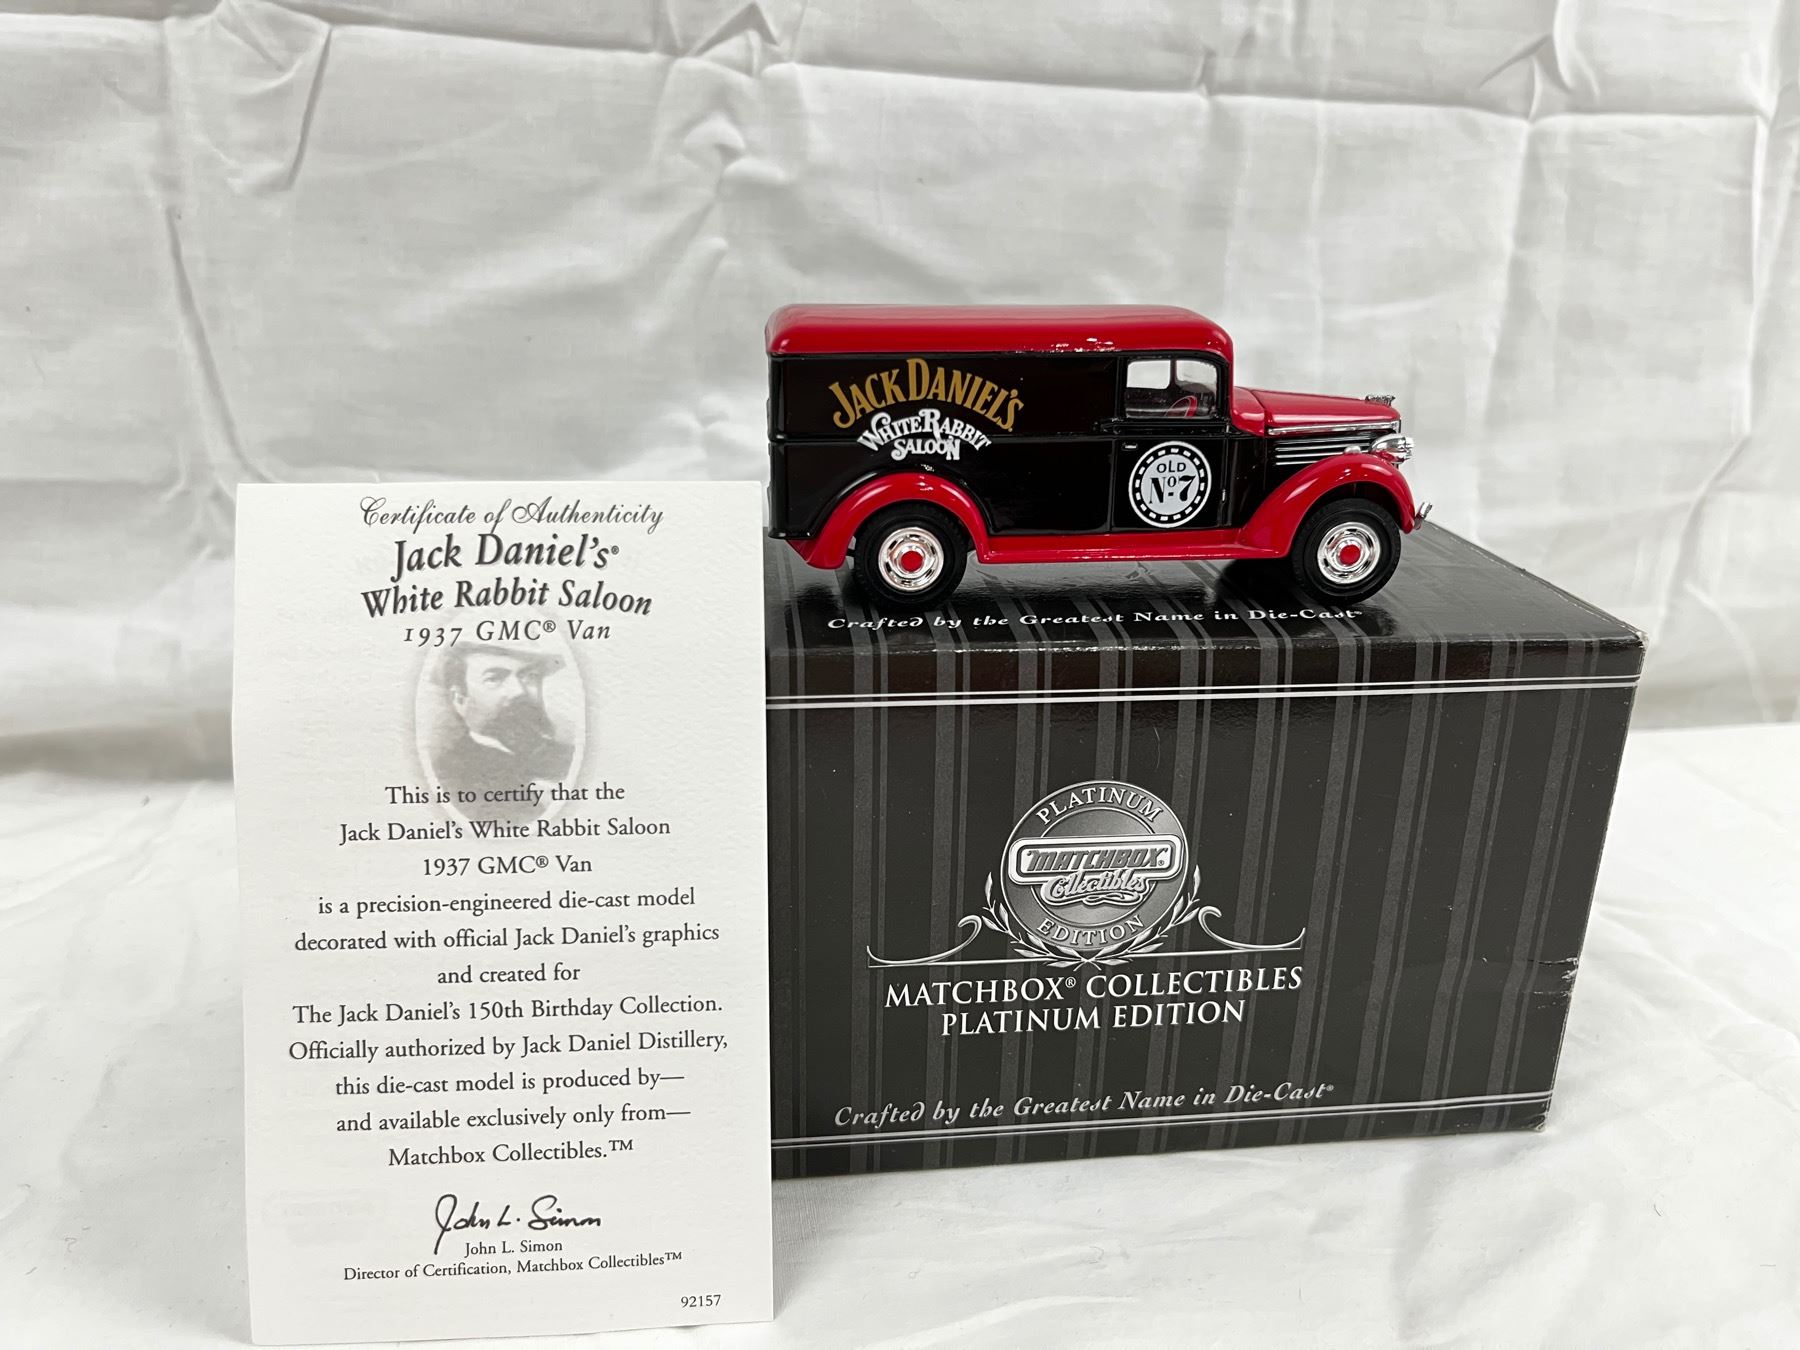 Certificate of Authenticity
Jack Daniel's®
White Rabbit Saloon
1937 GMC® Van
This is to certify that the
Jack Daniel's White Rabbit Saloon
1937 GMC® Van
is a precision-engineered die-cast model
decorated with official Jack Daniel's graphics
and created for
The Jack Daniel's 150th Birthday Collection.
Officially authorized by Jack Daniel Distillery,
this die-cast model is produced by—
and available exclusively only from—
Matchbox Collectibles.™
John L. Simon
John L. Simon
Director of Certification, Matchbox Collectibles™
92157
JACK DANIEL'S
WHITE RABBIT
SALOON
OLD
Nº 7
Crafted by the Greatest Name in Die-Cast®
PLATINUM
MATCHBOX®
Collectibles
EDITION
MATCHBOX® COLLECTIBLES
PLATINUM EDITION
Crafted by the Greatest Name in Die-Cast®